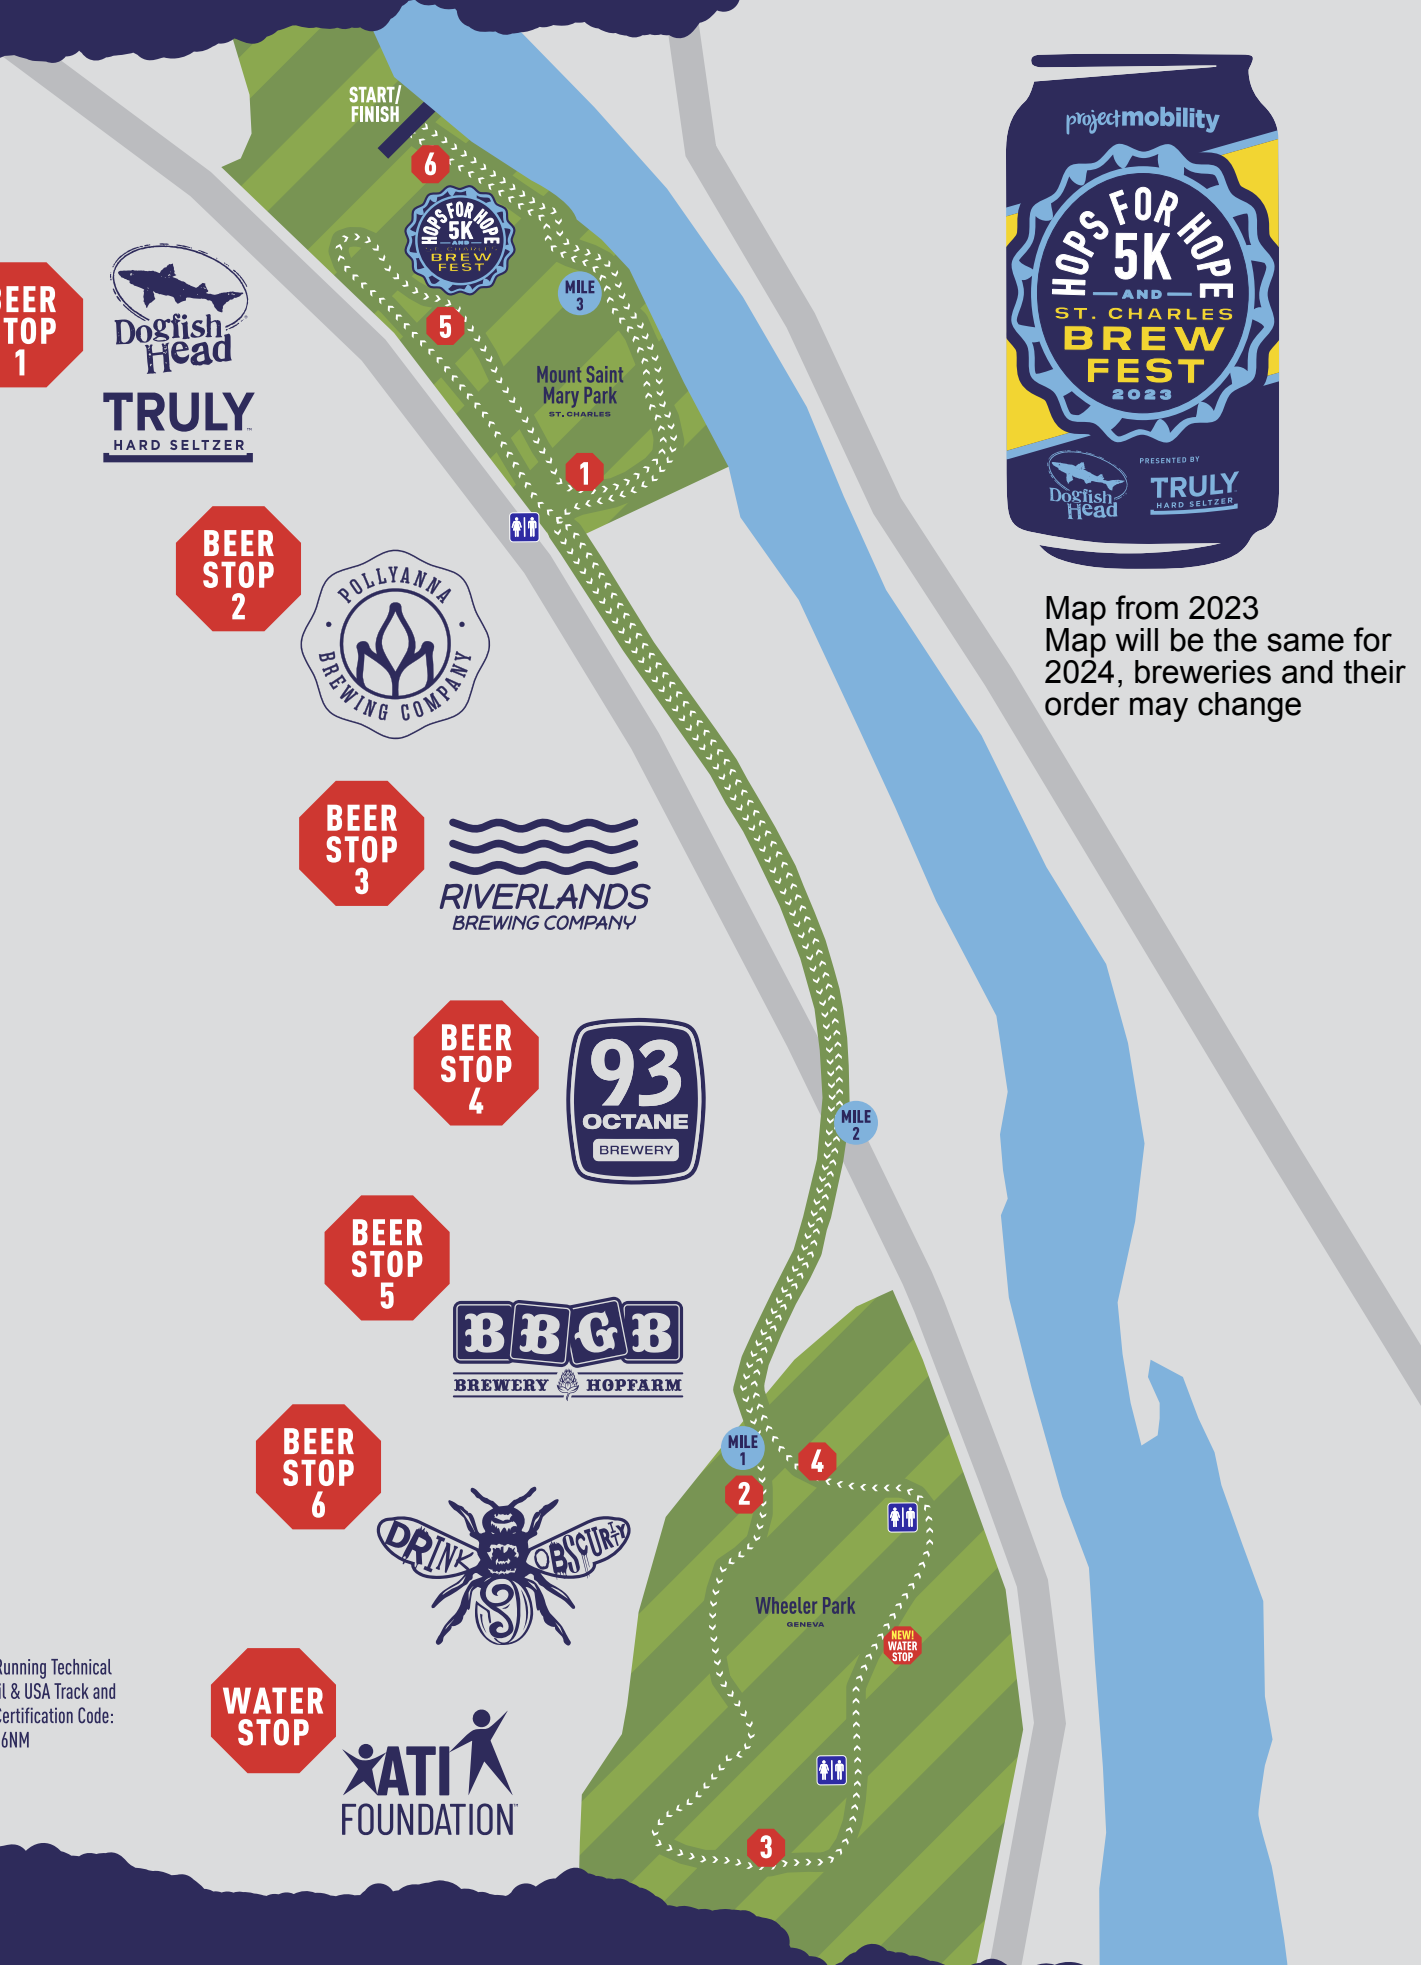 START/
FINISH
6
HOPS FOR HOPE
5K
AND
ST. CHARLES
BREW
FEST
MILE
3
5
Mount Saint
Mary Park
ST. CHARLES
1
projectmobility
HOPS FOR HOPE
5K
AND
ST. CHARLES
BREW
FEST
2023
PRESENTED BY
Dogfish
Head
TRULY
HARD SELTZER
Map from 2023
Map will be the same for
2024, breweries and their
order may change
EER
TOP
1
Dogfish
Head
TRULY
HARD SELTZER
BEER
STOP
2
POLLYANNA
BREWING COMPANY
BEER
STOP
3
RIVERLANDS
BREWING COMPANY
BEER
STOP
4
93
OCTANE
BREWERY
MILE
2
BEER
STOP
5
BBGB
BREWERY HOPFARM
BEER
STOP
6
DRINK OBSCURITY
MILE
1
2
4
Wheeler Park
GENEVA
NEW!
WATER
STOP
3
WATER
STOP
ATI
FOUNDATION
Running Technical
il & USA Track and
Certification Code:
6NM